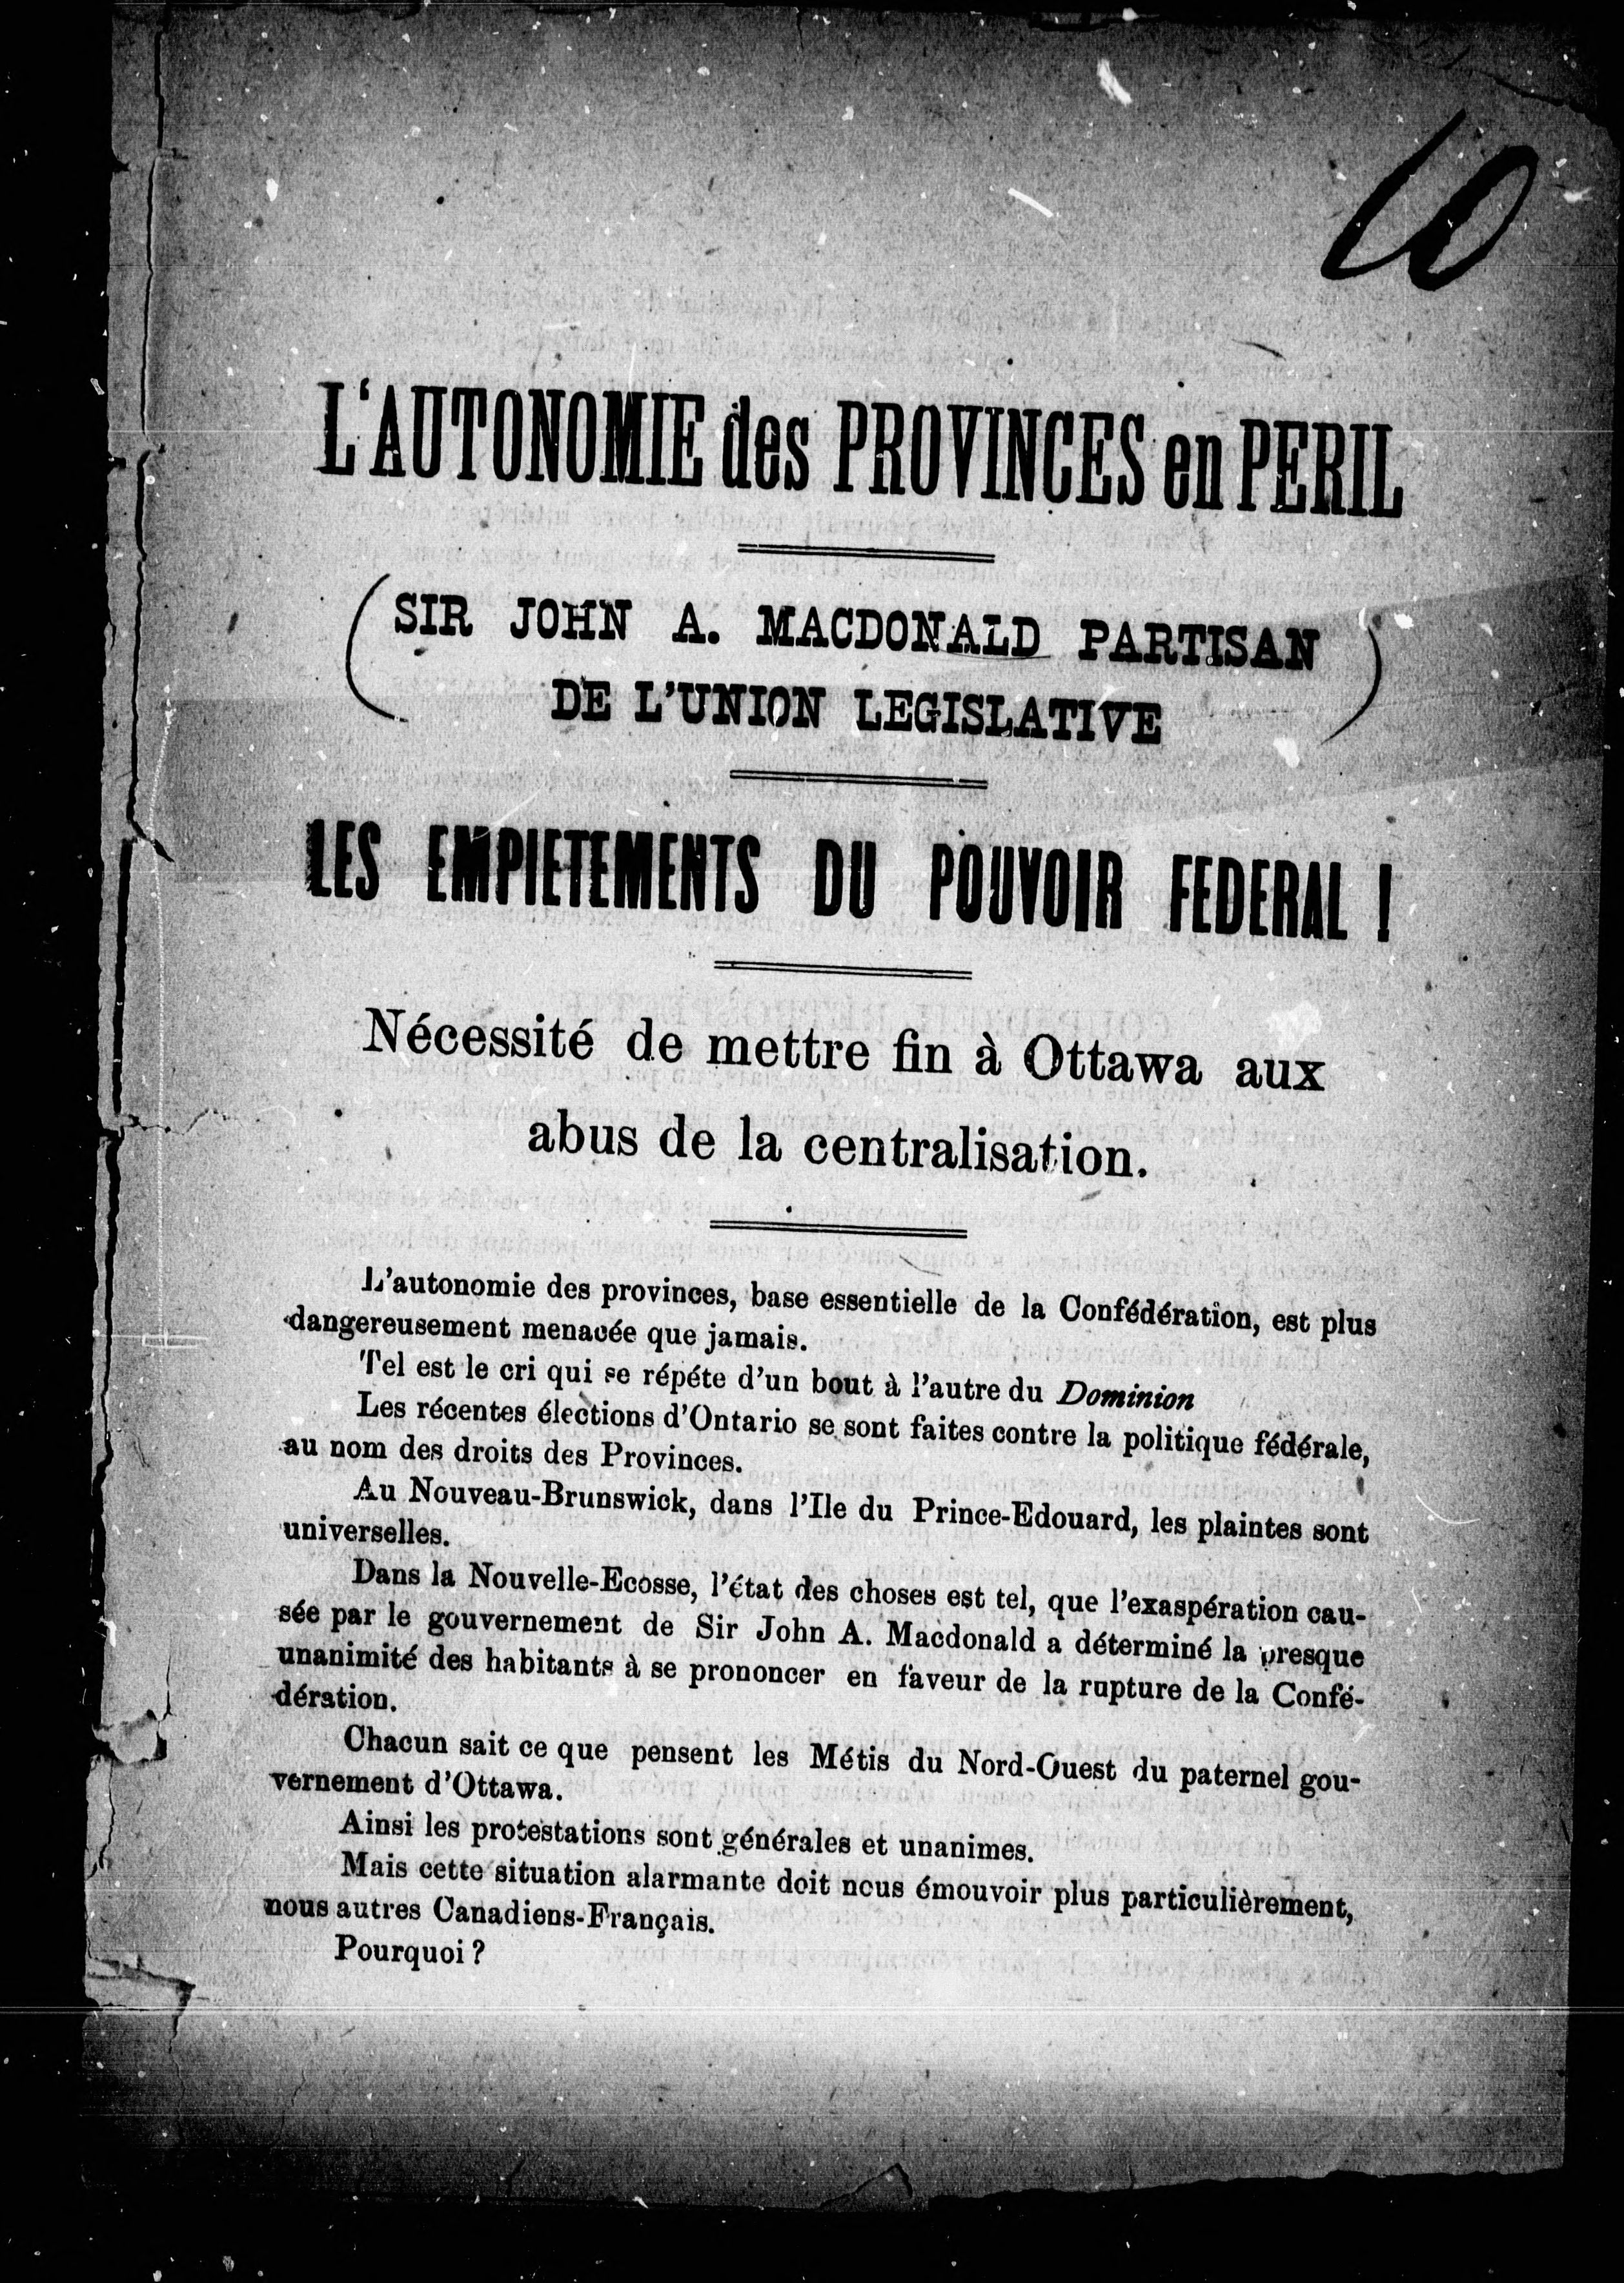 10
L'AUTONOMIE des PROVINCES en PERIL
(SIR JOHN A. MACDONALD PARTISAN
DE L'UNION LEGISLATIVE)
LES EMPIETEMENTS DU POUVOIR FEDERAL !
Nécessité de mettre fin à Ottawa aux
abus de la centralisation.
L'autonomie des provinces, base essentielle de la Confédération, est plus
dangereusement menacée que jamais.
Tel est le cri qui se répéte d'un bout à l'autre du Dominion
Les récentes élections d'Ontario se sont faites contre la politique fédérale,
au nom des droits des Provinces.
Au Nouveau-Brunswick, dans l'Ile du Prince-Edouard, les plaintes sont
universelles.
Dans la Nouvelle-Ecosse, l'état des choses est tel, que l'exaspération cau-
sée par le gouvernement de Sir John A. Macdonald a déterminé la presque
unanimité des habitants à se prononcer en faveur de la rupture de la Confé-
dération.
Chacun sait ce que pensent les Métis du Nord-Ouest du paternel gou-
vernement d'Ottawa.
Ainsi les protestations sont générales et unanimes.
Mais cette situation alarmante doit nous émouvoir plus particulièrement,
nous autres Canadiens-Français.
Pourquoi ?